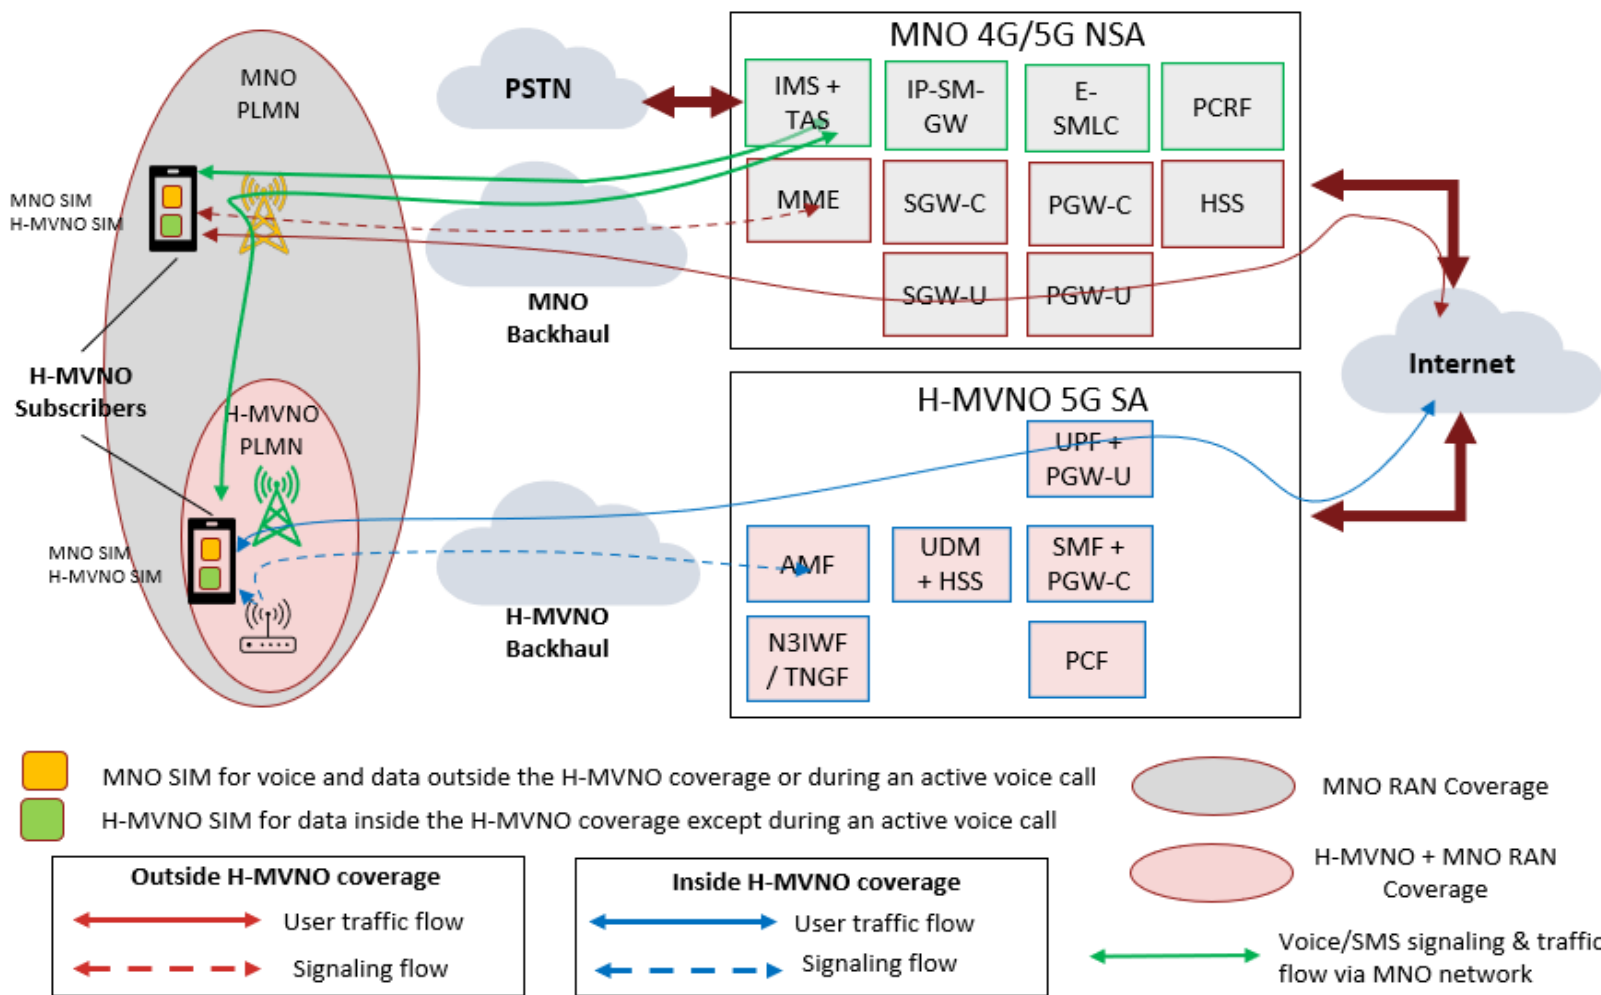 MNO 4G/5G NSA
MNO
PLMN
PSTN
IMS +
TAS
IP-SM-
GW
E-
SMLC
PCRF
MNO SIM
H-MVNO SIM
MME
SGW-C
PGW-C
HSS
SGW-U
PGW-U
MNO
Backhaul
Internet
H-MVNO
Subscribers
H-MVNO 5G SA
H-MVNO
PLMN
UPF +
PGW-U
MNO SIM
H-MVNO SIM
AMF
UDM
+ HSS
SMF +
PGW-C
H-MVNO
Backhaul
N3IWF
/ TNGF
PCF
MNO SIM for voice and data outside the H-MVNO coverage or during an active voice call
H-MVNO SIM for data inside the H-MVNO coverage except during an active voice call
MNO RAN Coverage
H-MVNO + MNO RAN
Coverage
Outside H-MVNO coverage
User traffic flow
Signaling flow
Inside H-MVNO coverage
User traffic flow
Signaling flow
Voice/SMS signaling & traffic
flow via MNO network